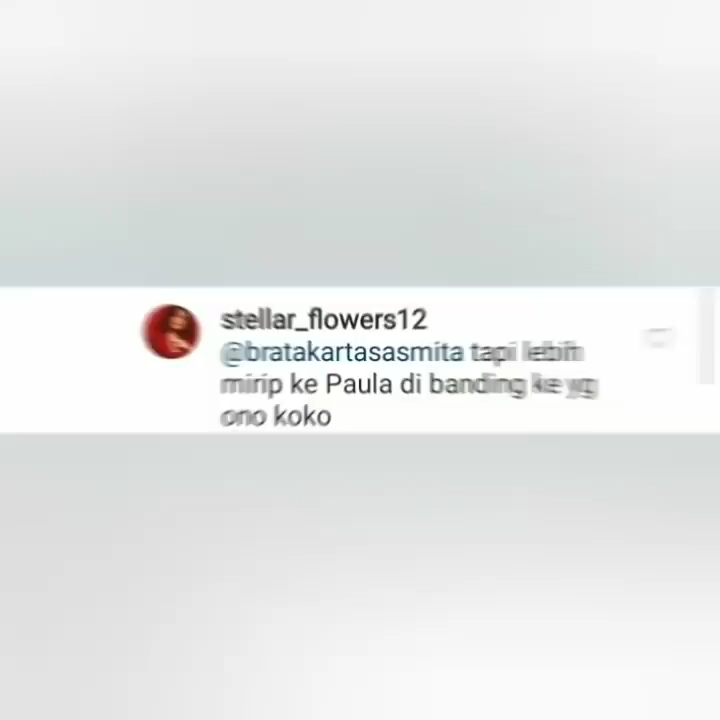 stellar_flowers12
@bratakartasasmita tapi lebih
mirip ke Paula di banding ke yg
ono koko